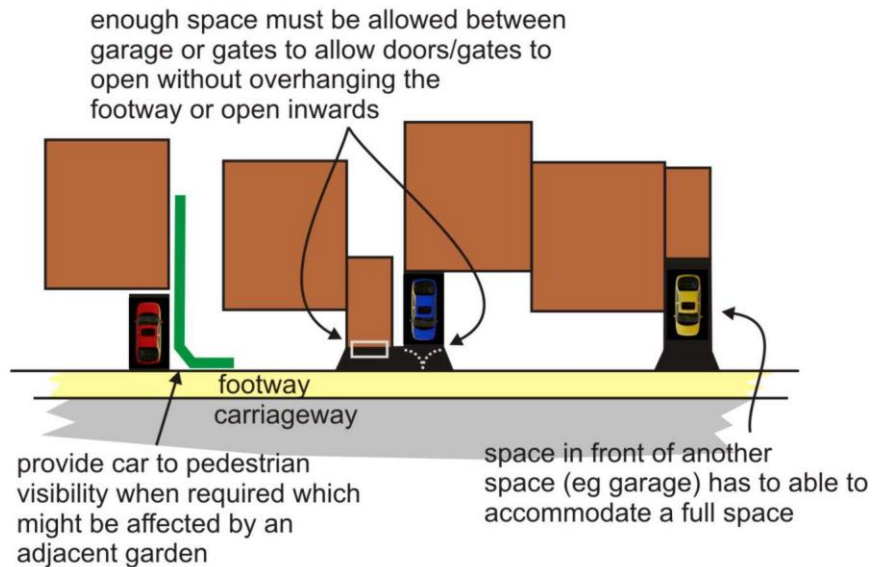 enough space must be allowed between
garage or gates to allow doors/gates to
open without overhanging the
footway or open inwards
footway
carriageway
provide car to pedestrian
visibility when required which
might be affected by an
adjacent garden
space in front of another
space (eg garage) has to able to
accommodate a full space